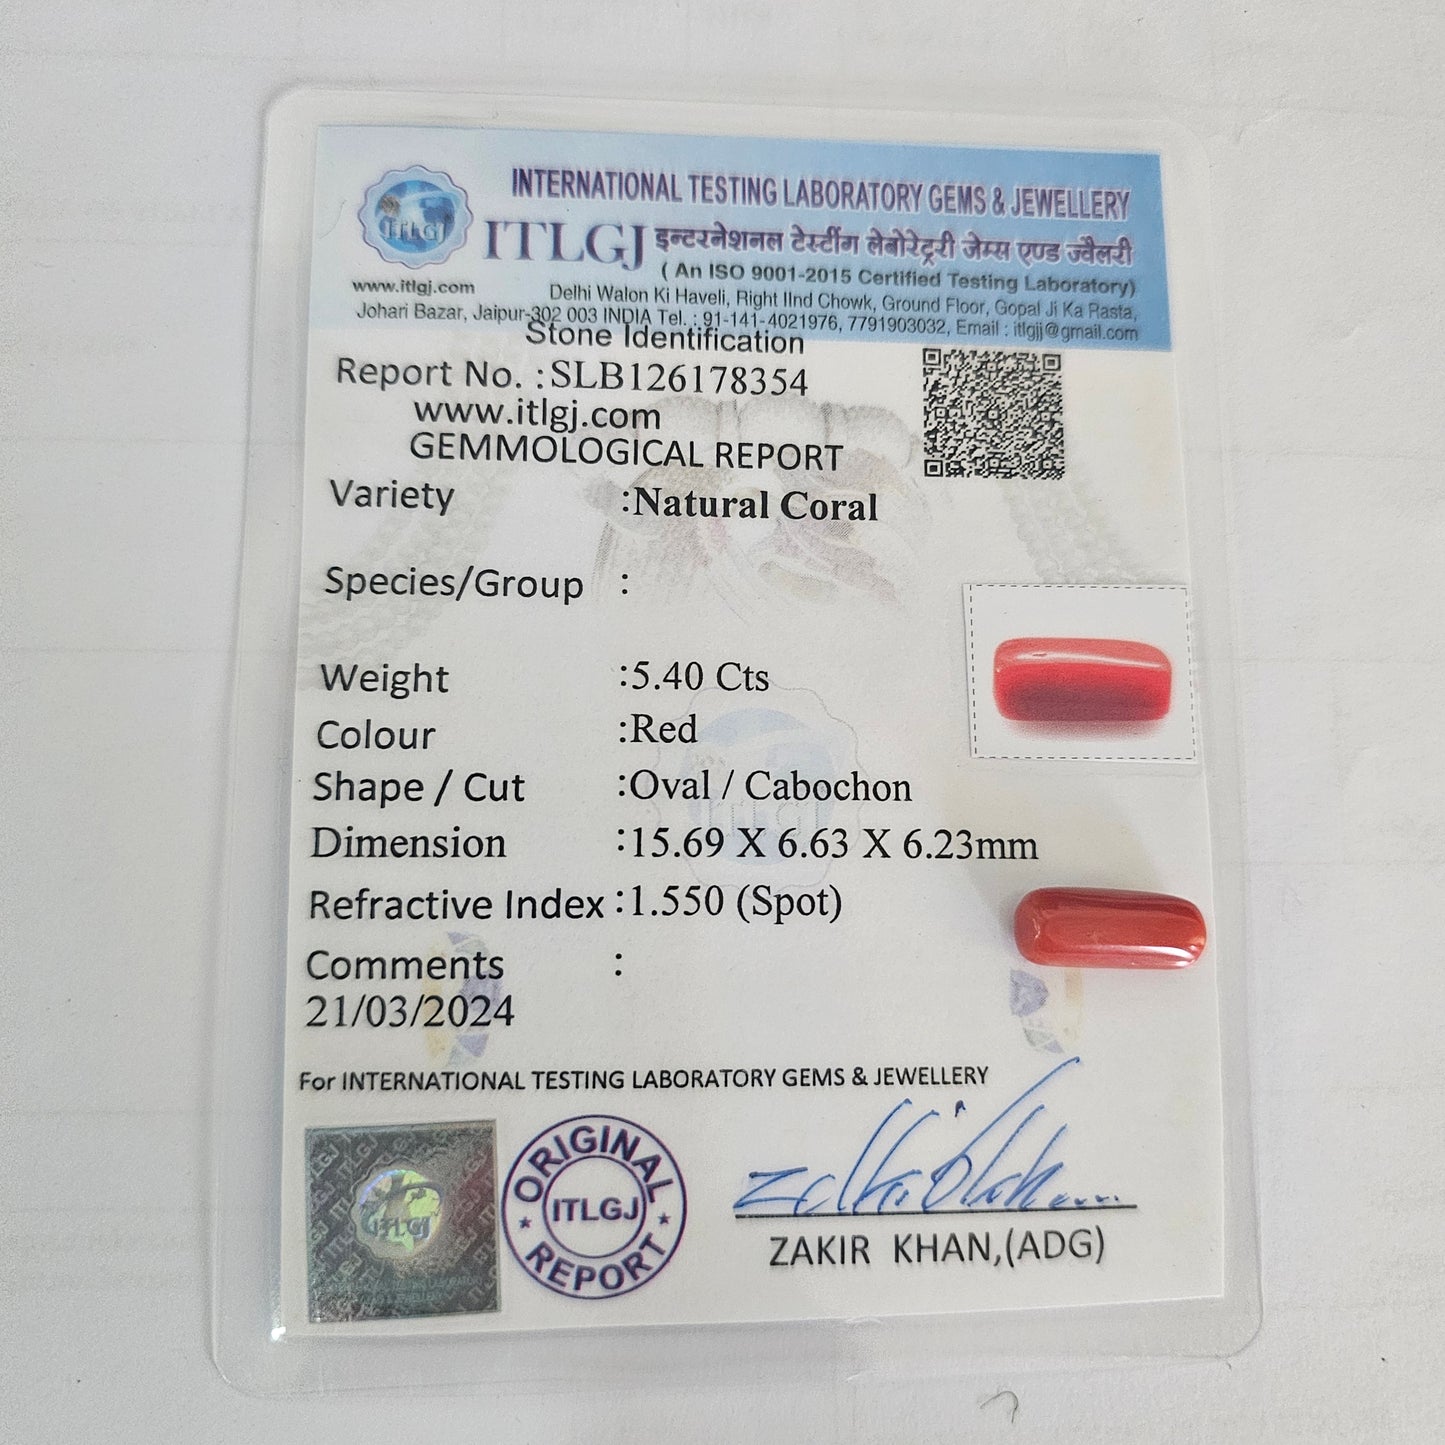 INTERNATIONAL TESTING LABORATORY GEMS & JEWELLERY
ITLGJ
ITLGJ इन्टरनेशनल टेस्टींग लेबोरेट्ररी जेम्स एण्ड ज्वैलरी
( An ISO 9001-2015 Certified Testing Laboratory)
www.itlgj.com Delhi Walon Ki Haveli, Right IInd Chowk, Ground Floor, Gopal Ji Ka Rasta,
Johari Bazar, Jaipur-302 003 INDIA Tel. : 91-141-4021976, 7791903032, Email : itlgjj@gmail.com
Stone Identification
Report No. :SLB126178354
www.itlgj.com
GEMMOLOGICAL REPORT
Variety :Natural Coral
Species/Group :
Weight :5.40 Cts
Colour :Red
Shape / Cut :Oval / Cabochon
Dimension :15.69 X 6.63 X 6.23mm
Refractive Index :1.550 (Spot)
Comments :
21/03/2024
For INTERNATIONAL TESTING LABORATORY GEMS & JEWELLERY
ITLGJ
ORIGINAL
ITLGJ
REPORT
ZAKIR KHAN,(ADG)